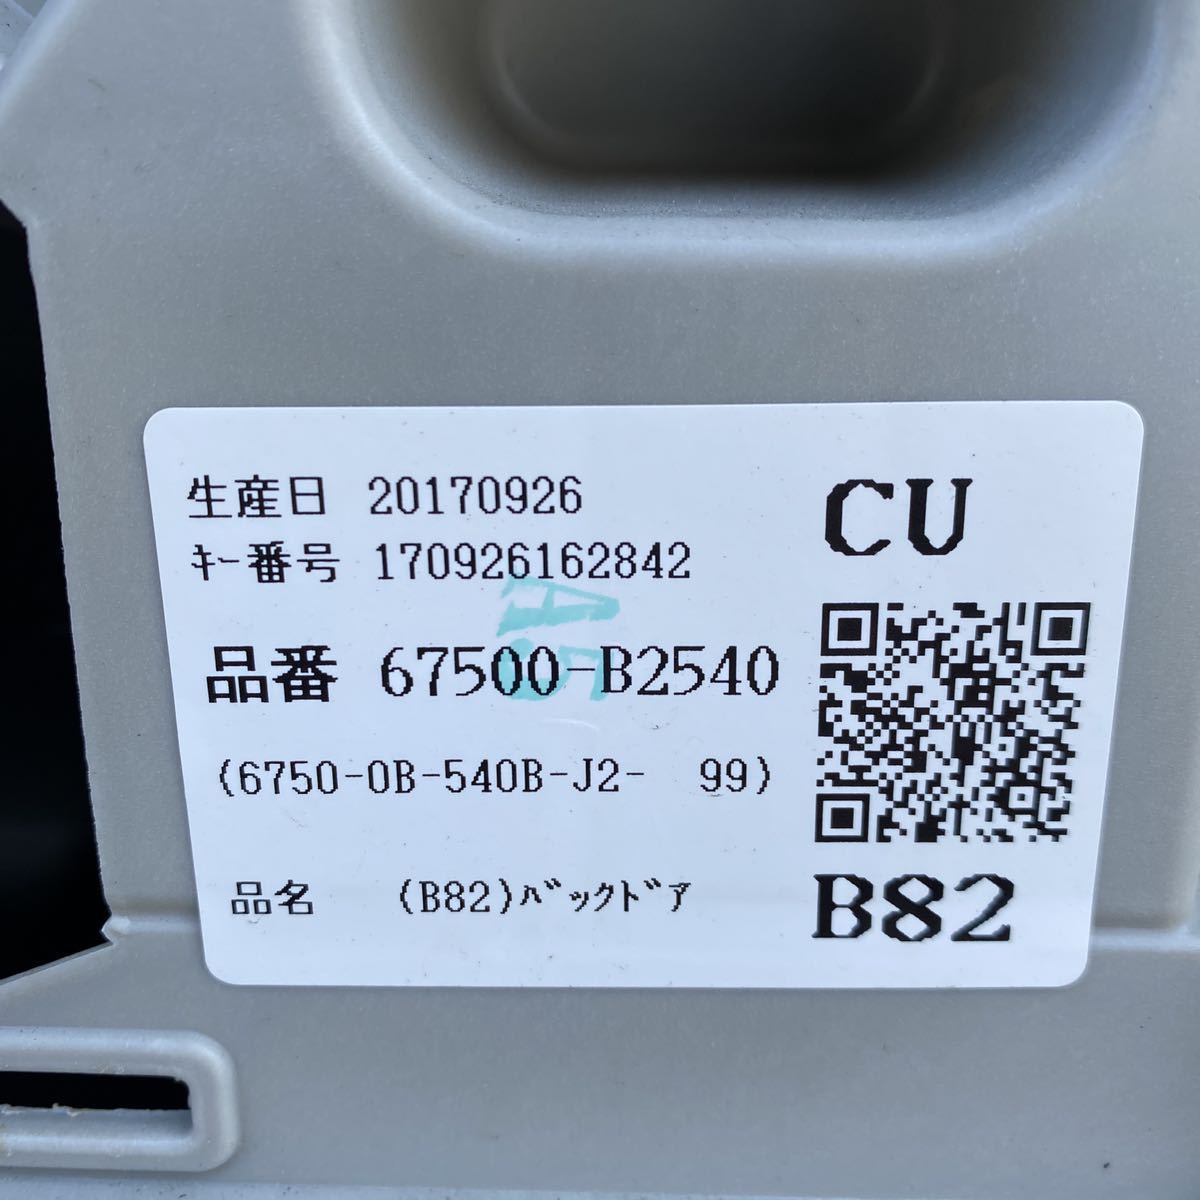 生産日 20170926
CU
ｷｰ番号 170926162842
品番 67500-B2540
(6750-0B-540B-J2- 99)
品名 (B82)ﾊﾞｯｸﾄﾞｱ
B82